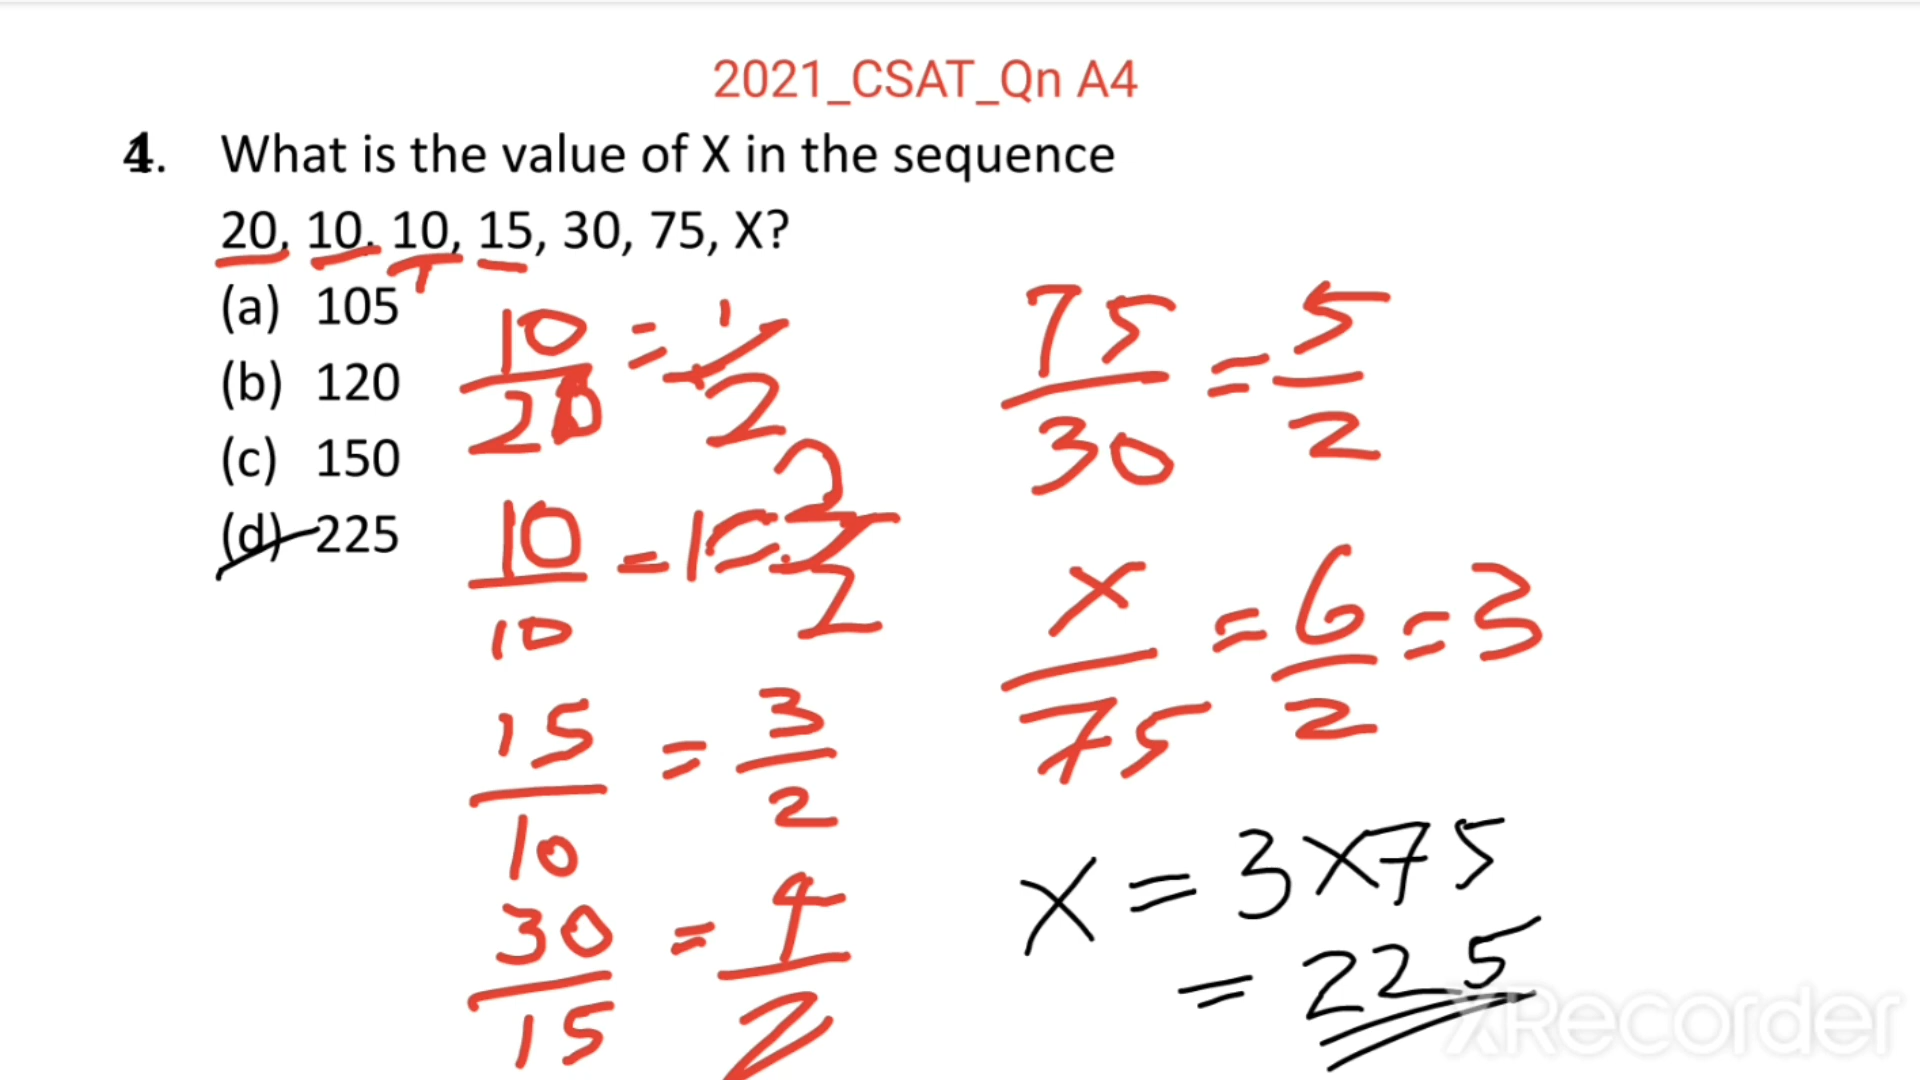 2021_CSAT_Qn A4
4. What is the value of X in the sequence
20, 10, 10, 15, 30, 75, X?
(a) 105
(b) 120
(c) 150
(d) 225
10/20 = 1/2
10/10 = 1 = 2/2
15/10 = 3/2
30/15 = 4/2
75/30 = 5/2
x/75 = 6/2 = 3
X = 3x75
= 225
XRecorder